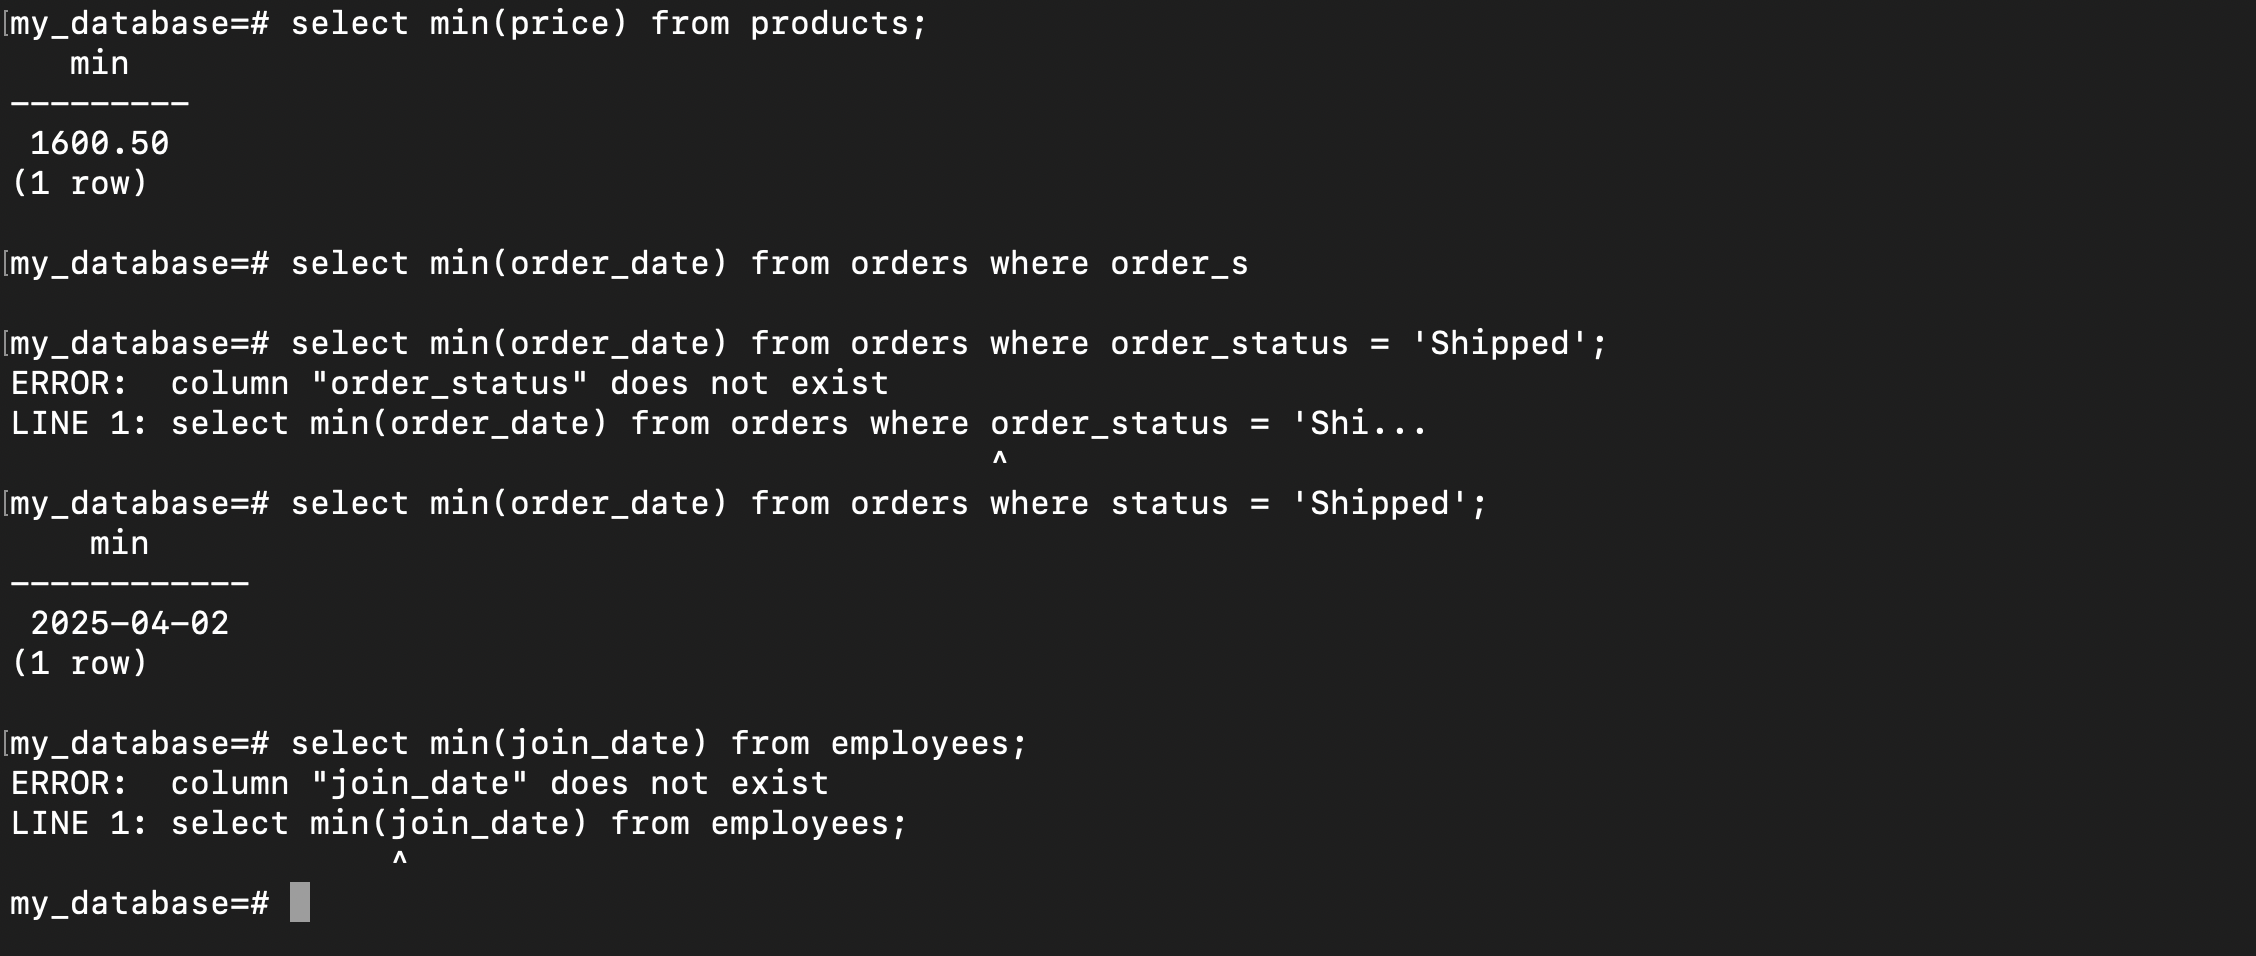 my_database=# select min(price) from products;
   min
---------
 1600.50
(1 row)

my_database=# select min(order_date) from orders where order_s

my_database=# select min(order_date) from orders where order_status = 'Shipped';
ERROR:  column "order_status" does not exist
LINE 1: select min(order_date) from orders where order_status = 'Shi...
                                                 ^
my_database=# select min(order_date) from orders where status = 'Shipped';
    min
------------
 2025-04-02
(1 row)

my_database=# select min(join_date) from employees;
ERROR:  column "join_date" does not exist
LINE 1: select min(join_date) from employees;
                   ^
my_database=#